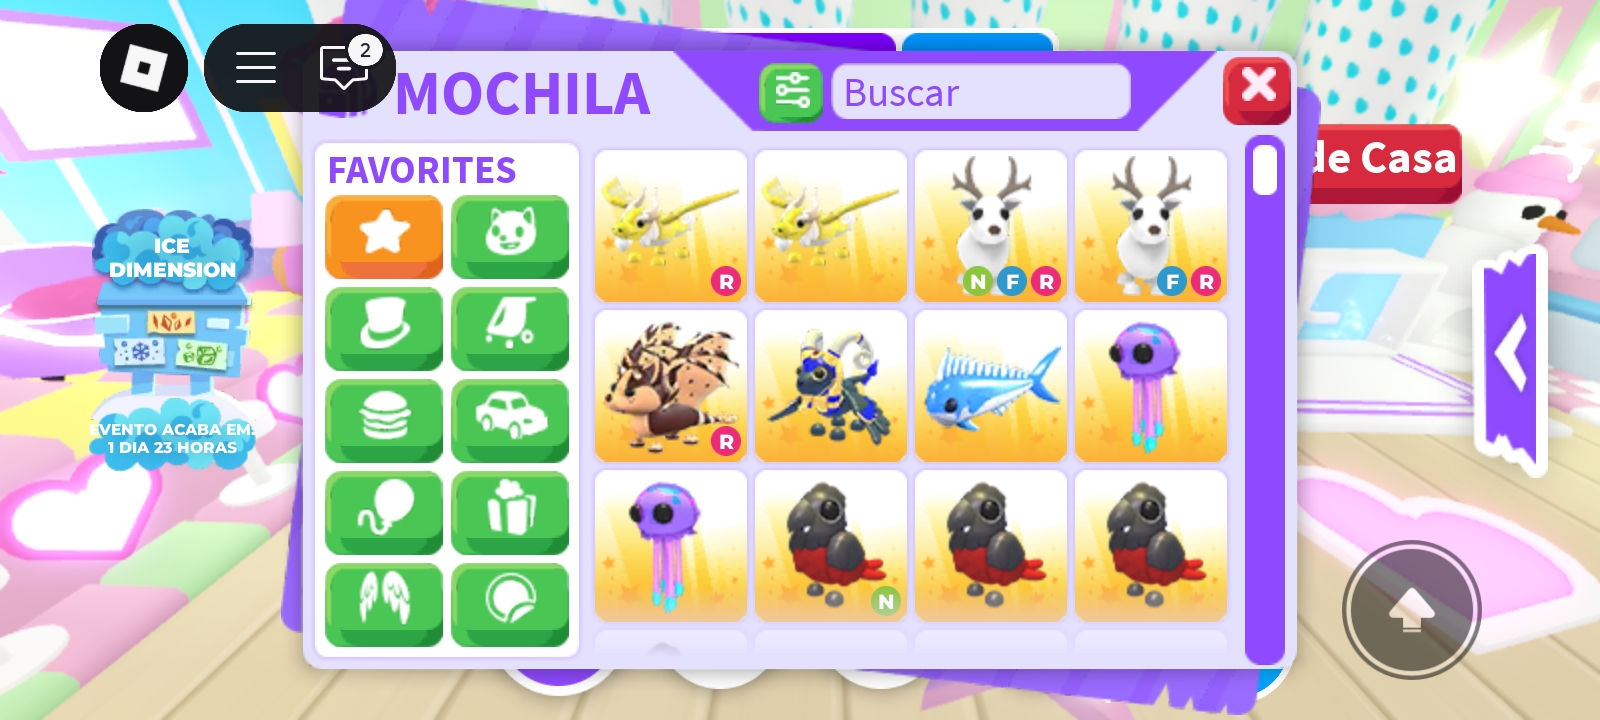 2
MOCHILA
Buscar
de Casa
FAVORITES
ICE
DIMENSION
EVENTO ACABA EM:
1 DIA 23 HORAS
R
N F R
F R
R
N